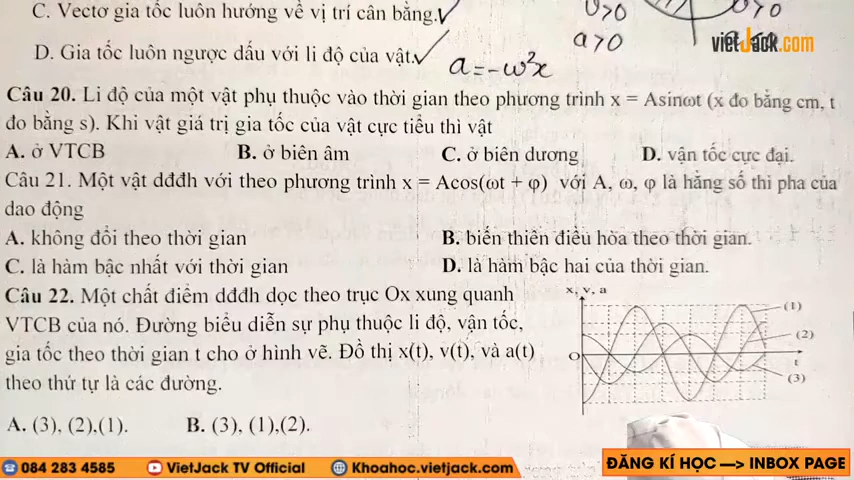 C. Vectơ gia tốc luôn hướng về vị trí cân bằng.
D. Gia tốc luôn ngược dấu với li độ của vật.
a = -ω²x
υ>0
a>0
υ>0
vietJack.com
Câu 20. Li độ của một vật phụ thuộc vào thời gian theo phương trình x = Asinωt (x đo bằng cm, t
đo bằng s). Khi vật giá trị gia tốc của vật cực tiểu thì vật
A. ở VTCB B. ở biên âm C. ở biên dương D. vận tốc cực đại.
Câu 21. Một vật dđđh với theo phương trình x = Acos(ωt + φ) với A, ω, φ là hằng số thì pha của
dao động
A. không đổi theo thời gian B. biến thiên điều hòa theo thời gian.
C. là hàm bậc nhất với thời gian D. là hàm bậc hai của thời gian.
Câu 22. Một chất điểm dđđh dọc theo trục Ox xung quanh
VTCB của nó. Đường biểu diễn sự phụ thuộc li độ, vận tốc,
gia tốc theo thời gian t cho ở hình vẽ. Đồ thị x(t), v(t), và a(t)
theo thứ tự là các đường.
x, v, a
(1)
(2)
O
t
(3)
A. (3), (2),(1). B. (3), (1),(2).
084 283 4585 VietJack TV Official Khoahoc.vietjack.com
ĐĂNG KÍ HỌC —> INBOX PAGE